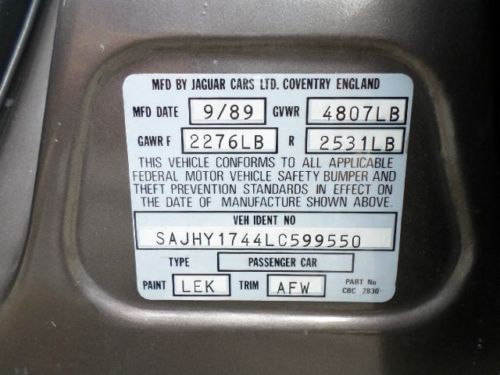 MFD BY JAGUAR CARS LTD. COVENTRY ENGLAND
MFD DATE 9/89 GVWR 4807LB
GAWR F 2276LB R 2531LB
THIS VEHICLE CONFORMS TO ALL APPLICABLE
FEDERAL MOTOR VEHICLE SAFETY BUMPER AND
THEFT PREVENTION STANDARDS IN EFFECT ON
THE DATE OF MANUFACTURE SHOWN ABOVE.
VEH IDENT NO
SAJHY1744LC599550
TYPE PASSENGER CAR
PAINT LEK TRIM AFW PART No
CBC 2830